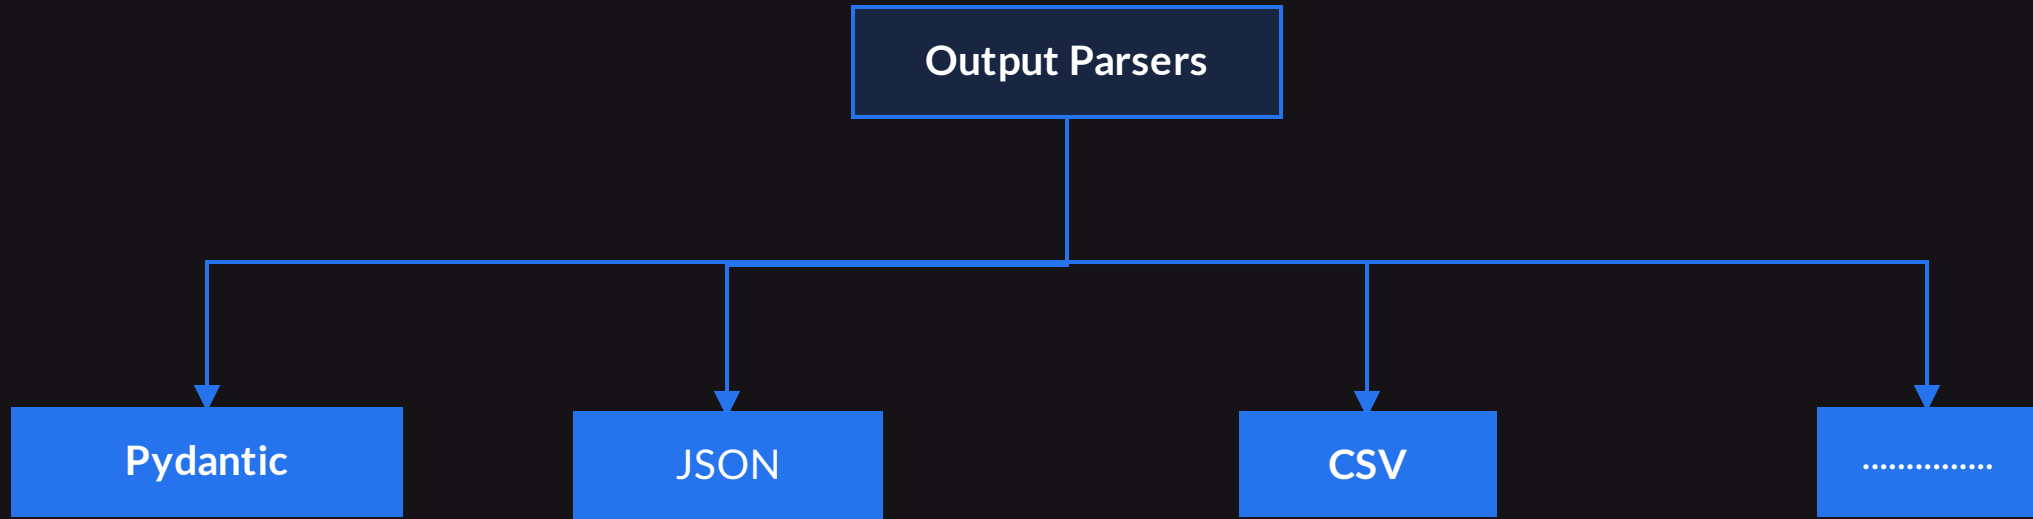 Output Parsers
Pydantic
JSON
CSV
...............